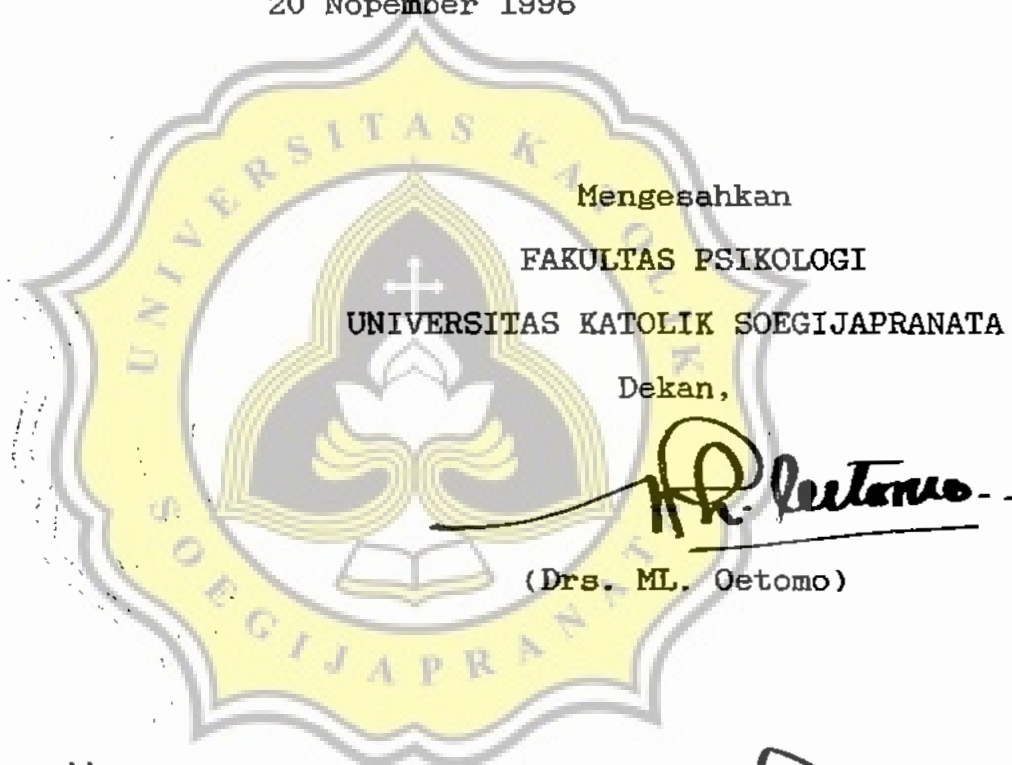 20 Nopember 1996
UNIVERSITAS KATOLIK
SOEGIJAPRANATA
Mengesahkan
FAKULTAS PSIKOLOGI
UNIVERSITAS KATOLIK SOEGIJAPRANATA
Dekan,
(Drs. ML. Oetomo)